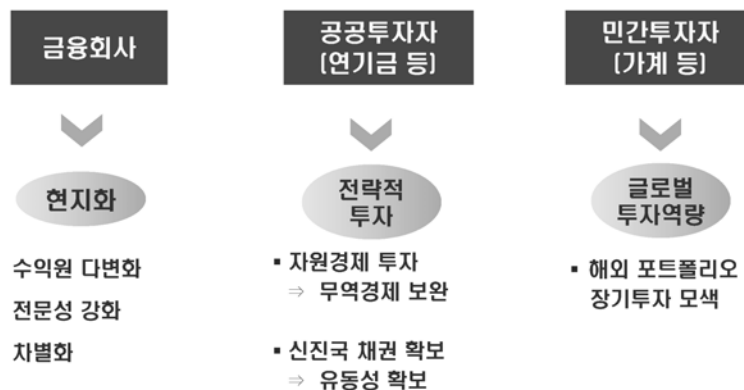 금융회사
현지화
수익원 다변화
전문성 강화
차별화
공공투자자
(연기금 등)
전략적
투자
▪ 자원경제 투자
⇒ 무역경제 보완
▪ 신진국 채권 확보
⇒ 유동성 확보
민간투자자
(가계 등)
글로벌
투자역량
▪ 해외 포트폴리오
장기투자 모색